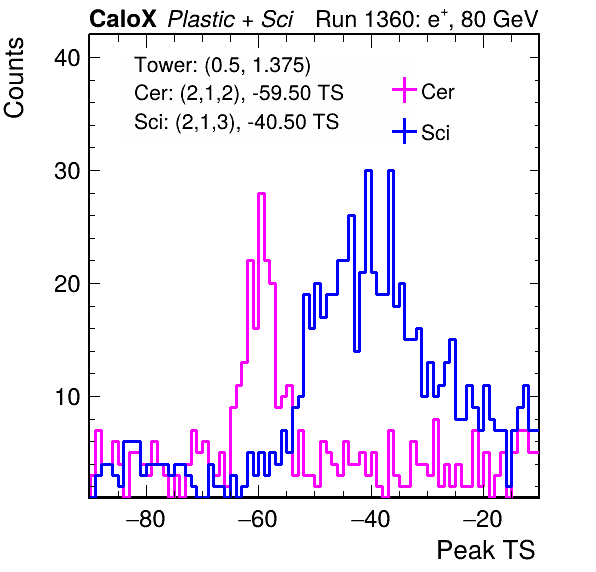 CaloX Plastic + Sci Run 1360: e+, 80 GeV
Counts
Tower: (0.5, 1.375)
Cer: (2,1,2), -59.50 TS
Sci: (2,1,3), -40.50 TS
Cer
Sci
40
30
20
10
−80 −60 −40 −20
Peak TS